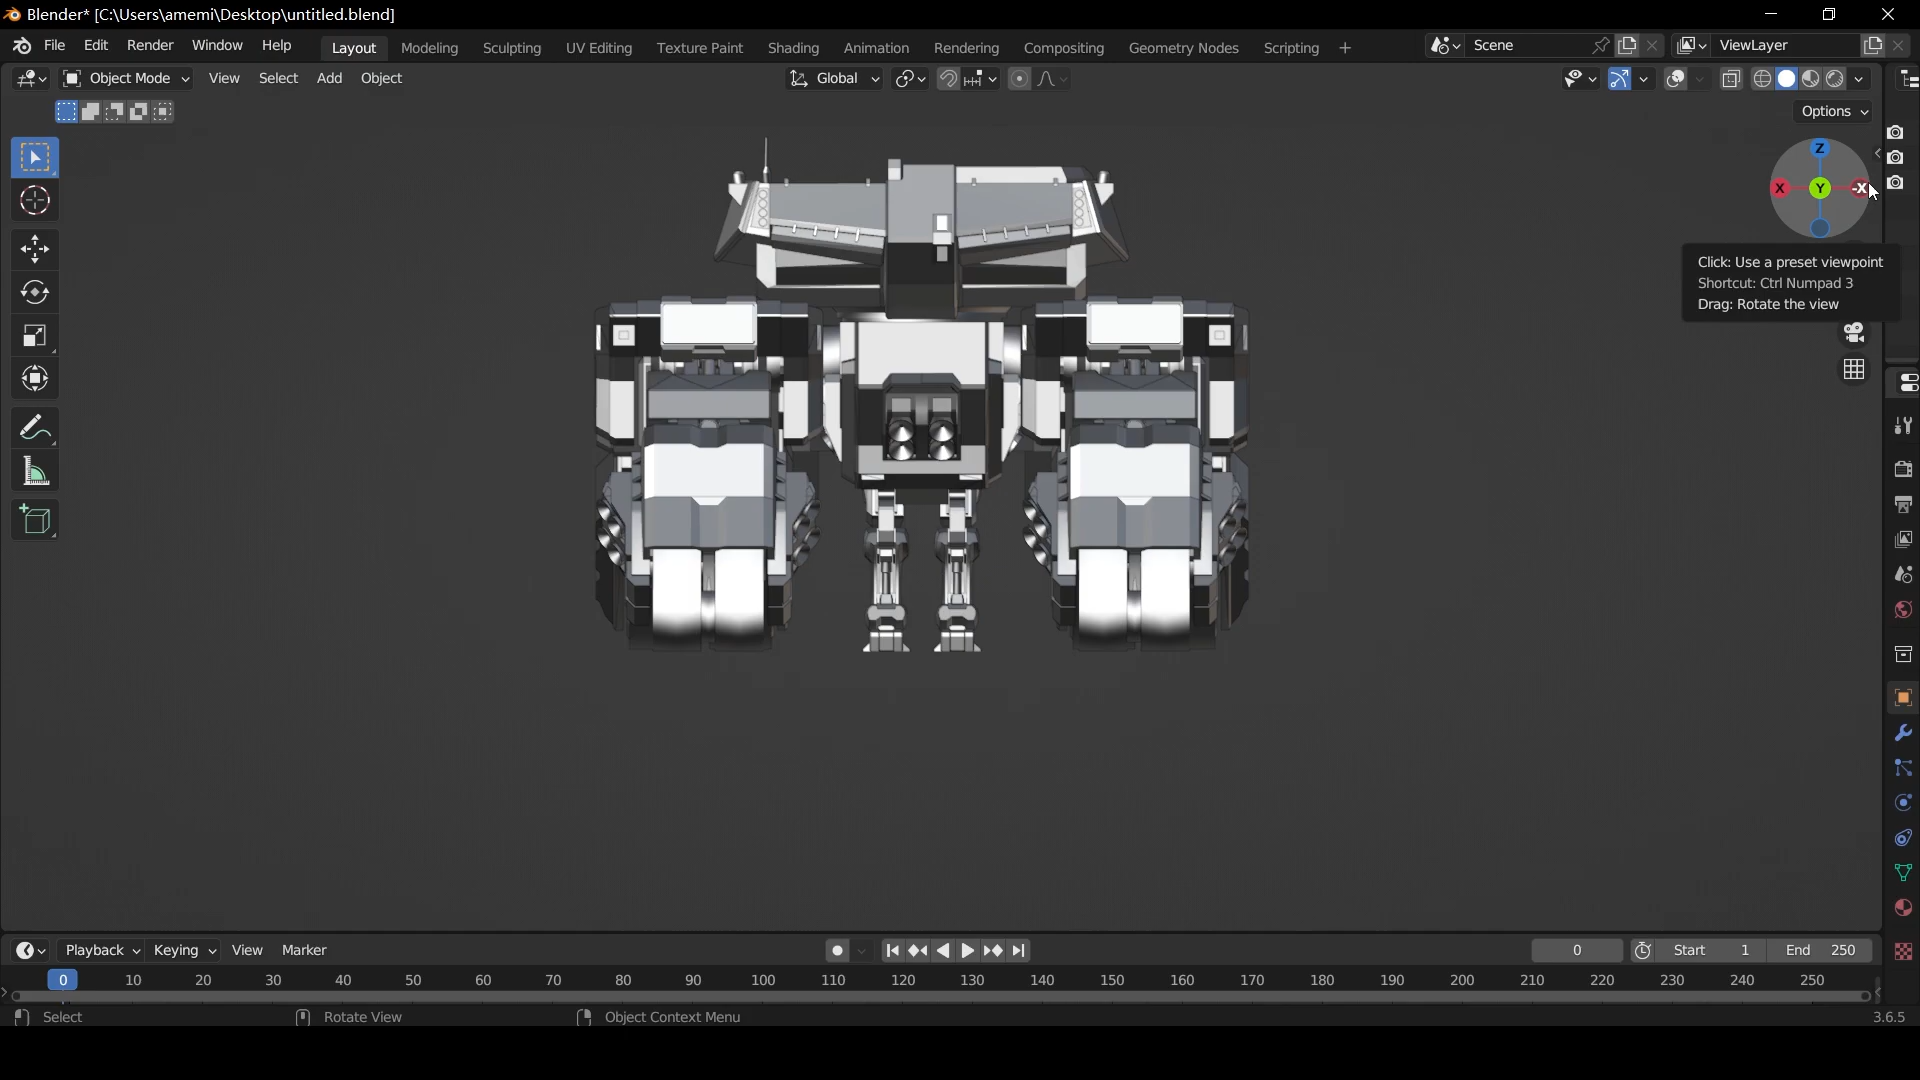 Blender* [C:\Users\amemi\Desktop\untitled.blend]
File Edit Render Window Help Layout Modeling Sculpting UV Editing Texture Paint Shading Animation Rendering Compositing Geometry Nodes Scripting + Scene ViewLayer
Object Mode View Select Add Object Global
Options
Z
X Y -X
Click: Use a preset viewpoint
Shortcut: Ctrl Numpad 3
Drag: Rotate the view
Playback Keying View Marker 0 Start 1 End 250
0 10 20 30 40 50 60 70 80 90 100 110 120 130 140 150 160 170 180 190 200 210 220 230 240 250
Select Rotate View Object Context Menu 3.6.5